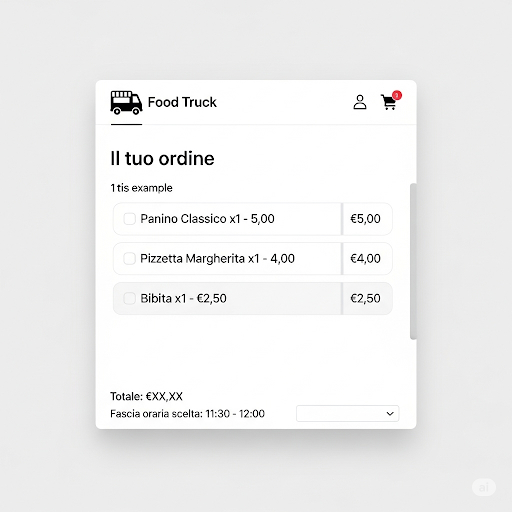 Food Truck
1
Il tuo ordine
1 tis example
Panino Classico x1 - 5,00 €5,00
Pizzetta Margherita x1 - 4,00 €4,00
Bibita x1 - €2,50 €2,50
Totale: €XX,XX
Fascia oraria scelta: 11:30 - 12:00
ai